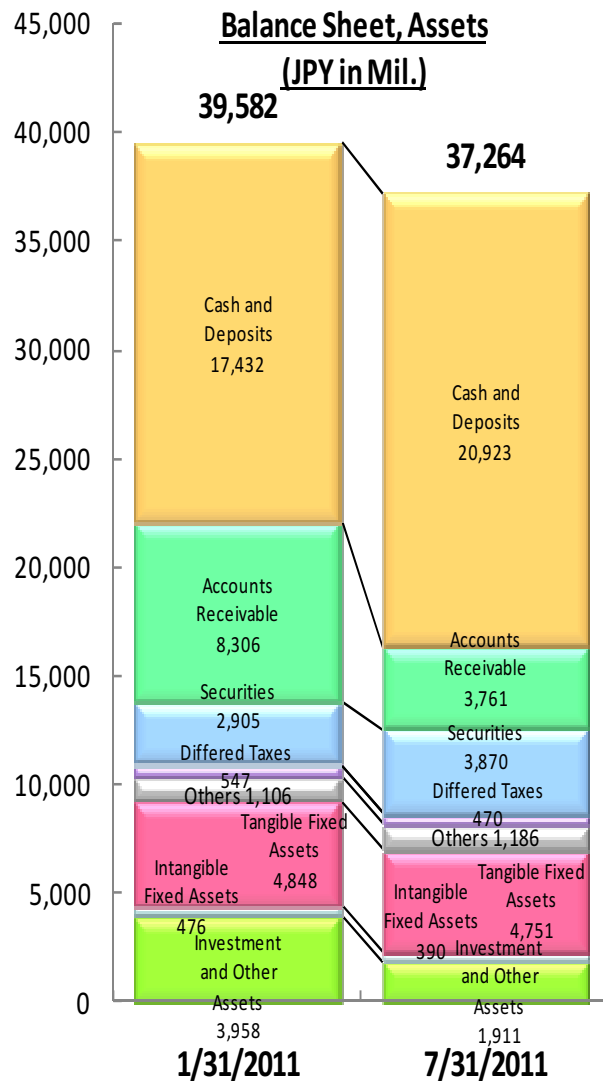 Balance Sheet, Assets
(JPY in Mil.)
45,000
40,000
35,000
30,000
25,000
20,000
15,000
10,000
5,000
0
39,582
Cash and
Deposits
17,432
Accounts
Receivable
8,306
Securities
2,905
Differed Taxes
547
Others 1,106
Tangible Fixed
Assets
4,848
Intangible
Fixed Assets
476
Investment
and Other
Assets
3,958
1/31/2011
37,264
Cash and
Deposits
20,923
Accounts
Receivable
3,761
Securities
3,870
Differed Taxes
470
Others 1,186
Tangible Fixed
Assets
4,751
Intangible
Fixed Assets
390
Investment
and Other
Assets
1,911
7/31/2011